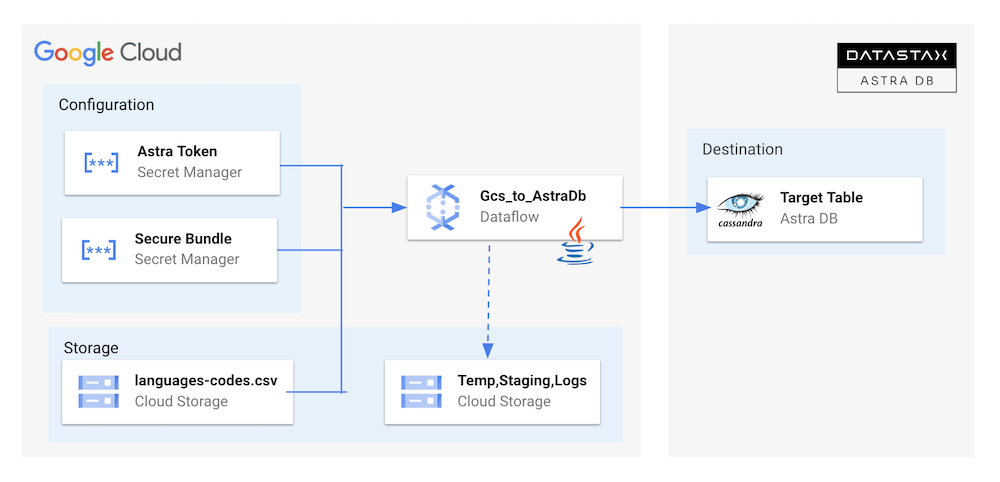 Google Cloud
DATASTAX
ASTRA DB
Configuration
[***]
Astra Token
Secret Manager
[***]
Secure Bundle
Secret Manager
Gcs_to_AstraDb
Dataflow
Destination
cassandra
Target Table
Astra DB
Storage
languages-codes.csv
Cloud Storage
Temp,Staging,Logs
Cloud Storage